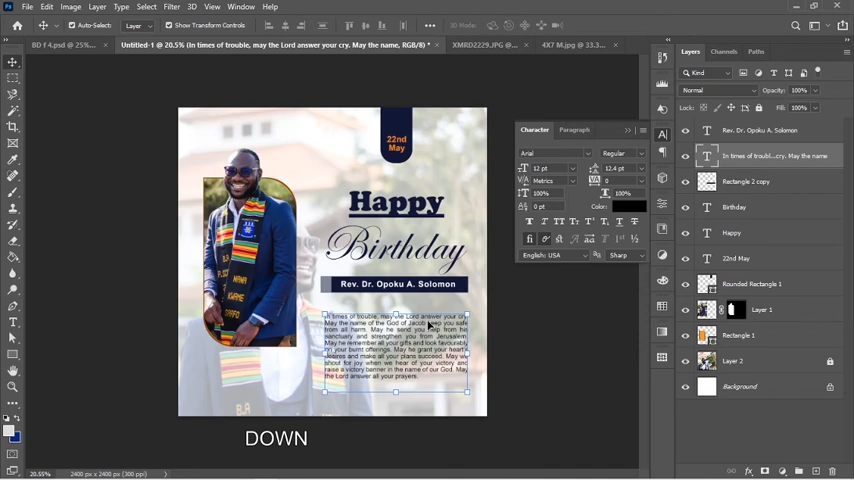 File Edit Image Layer Type Select Filter 3D View Window Help
Auto-Select: Layer Show Transform Controls 3D Mode:
BD f 4.psd @ 25%... Untitled-1 @ 20.5% (In times of trouble, may the Lord answer your cry. May the name, RGB/8) * XMRD2229.JPG @ ... 4X7 M.jpg @ 33.3...
22nd
May
Happy
Birthday
Rev. Dr. Opoku A. Solomon
In times of trouble, may the Lord answer your cry.
May the name of the God of Jacob keep you safe
from all harm. May he send you help from his
sanctuary and strengthen you from Jerusalem.
May he remember all your gifts and look favourably
on your burnt offerings. May he grant your heart's
desires and make all your plans succeed. May we
shout for joy when we hear of your victory and
raise a victory banner in the name of our God. May
the Lord answer all your prayers.
DOWN
20.55% 2400 px x 2400 px (300 ppi)
Character Paragraph
Arial Regular
12 pt 12.4 pt
Metrics 0
100% 100%
0 pt Color:
English: USA Sharp
Layers Channels Paths
Kind
Normal Opacity: 100%
Lock: Fill: 100%
Rev. Dr. Opoku A. Solomon
In times of troubl...cry. May the name
Rectangle 2 copy
Birthday
Happy
22nd May
Rounded Rectangle 1
Layer 1
Rectangle 1
Layer 2
Background